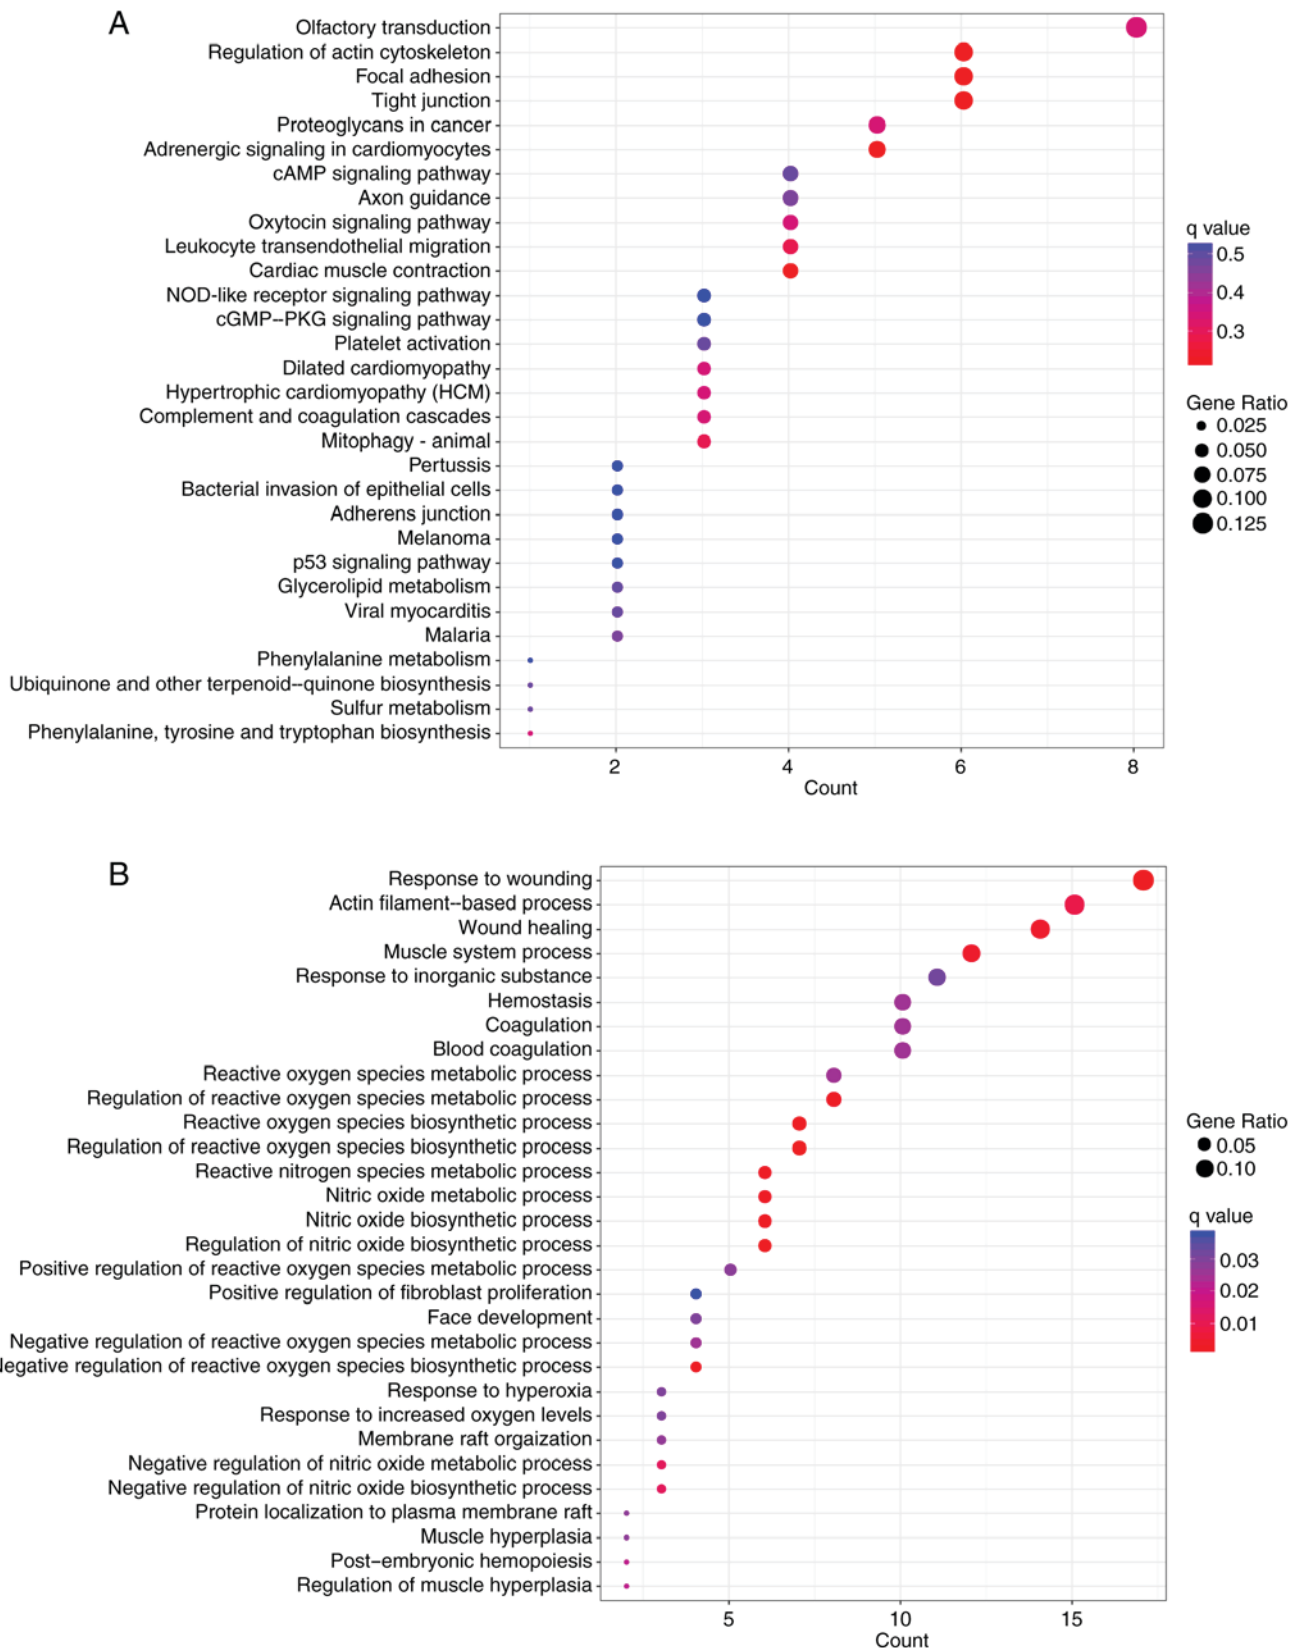 A
Olfactory transduction
Regulation of actin cytoskeleton
Focal adhesion
Tight junction
Proteoglycans in cancer
Adrenergic signaling in cardiomyocytes
cAMP signaling pathway
Axon guidance
Oxytocin signaling pathway
Leukocyte transendothelial migration
Cardiac muscle contraction
NOD-like receptor signaling pathway
cGMP--PKG signaling pathway
Platelet activation
Dilated cardiomyopathy
Hypertrophic cardiomyopathy (HCM)
Complement and coagulation cascades
Mitophagy - animal
Pertussis
Bacterial invasion of epithelial cells
Adherens junction
Melanoma
p53 signaling pathway
Glycerolipid metabolism
Viral myocarditis
Malaria
Phenylalanine metabolism
Ubiquinone and other terpenoid--quinone biosynthesis
Sulfur metabolism
Phenylalanine, tyrosine and tryptophan biosynthesis
2 4 6 8
Count
q value
0.5
0.4
0.3
Gene Ratio
0.025
0.050
0.075
0.100
0.125
B
Response to wounding
Actin filament--based process
Wound healing
Muscle system process
Response to inorganic substance
Hemostasis
Coagulation
Blood coagulation
Reactive oxygen species metabolic process
Regulation of reactive oxygen species metabolic process
Reactive oxygen species biosynthetic process
Regulation of reactive oxygen species biosynthetic process
Reactive nitrogen species metabolic process
Nitric oxide metabolic process
Nitric oxide biosynthetic process
Regulation of nitric oxide biosynthetic process
Positive regulation of reactive oxygen species metabolic process
Positive regulation of fibroblast proliferation
Face development
Negative regulation of reactive oxygen species metabolic process
Negative regulation of reactive oxygen species biosynthetic process
Response to hyperoxia
Response to increased oxygen levels
Membrane raft orgaization
Negative regulation of nitric oxide metabolic process
Negative regulation of nitric oxide biosynthetic process
Protein localization to plasma membrane raft
Muscle hyperplasia
Post–embryonic hemopoiesis
Regulation of muscle hyperplasia
5 10 15
Count
Gene Ratio
0.05
0.10
q value
0.03
0.02
0.01